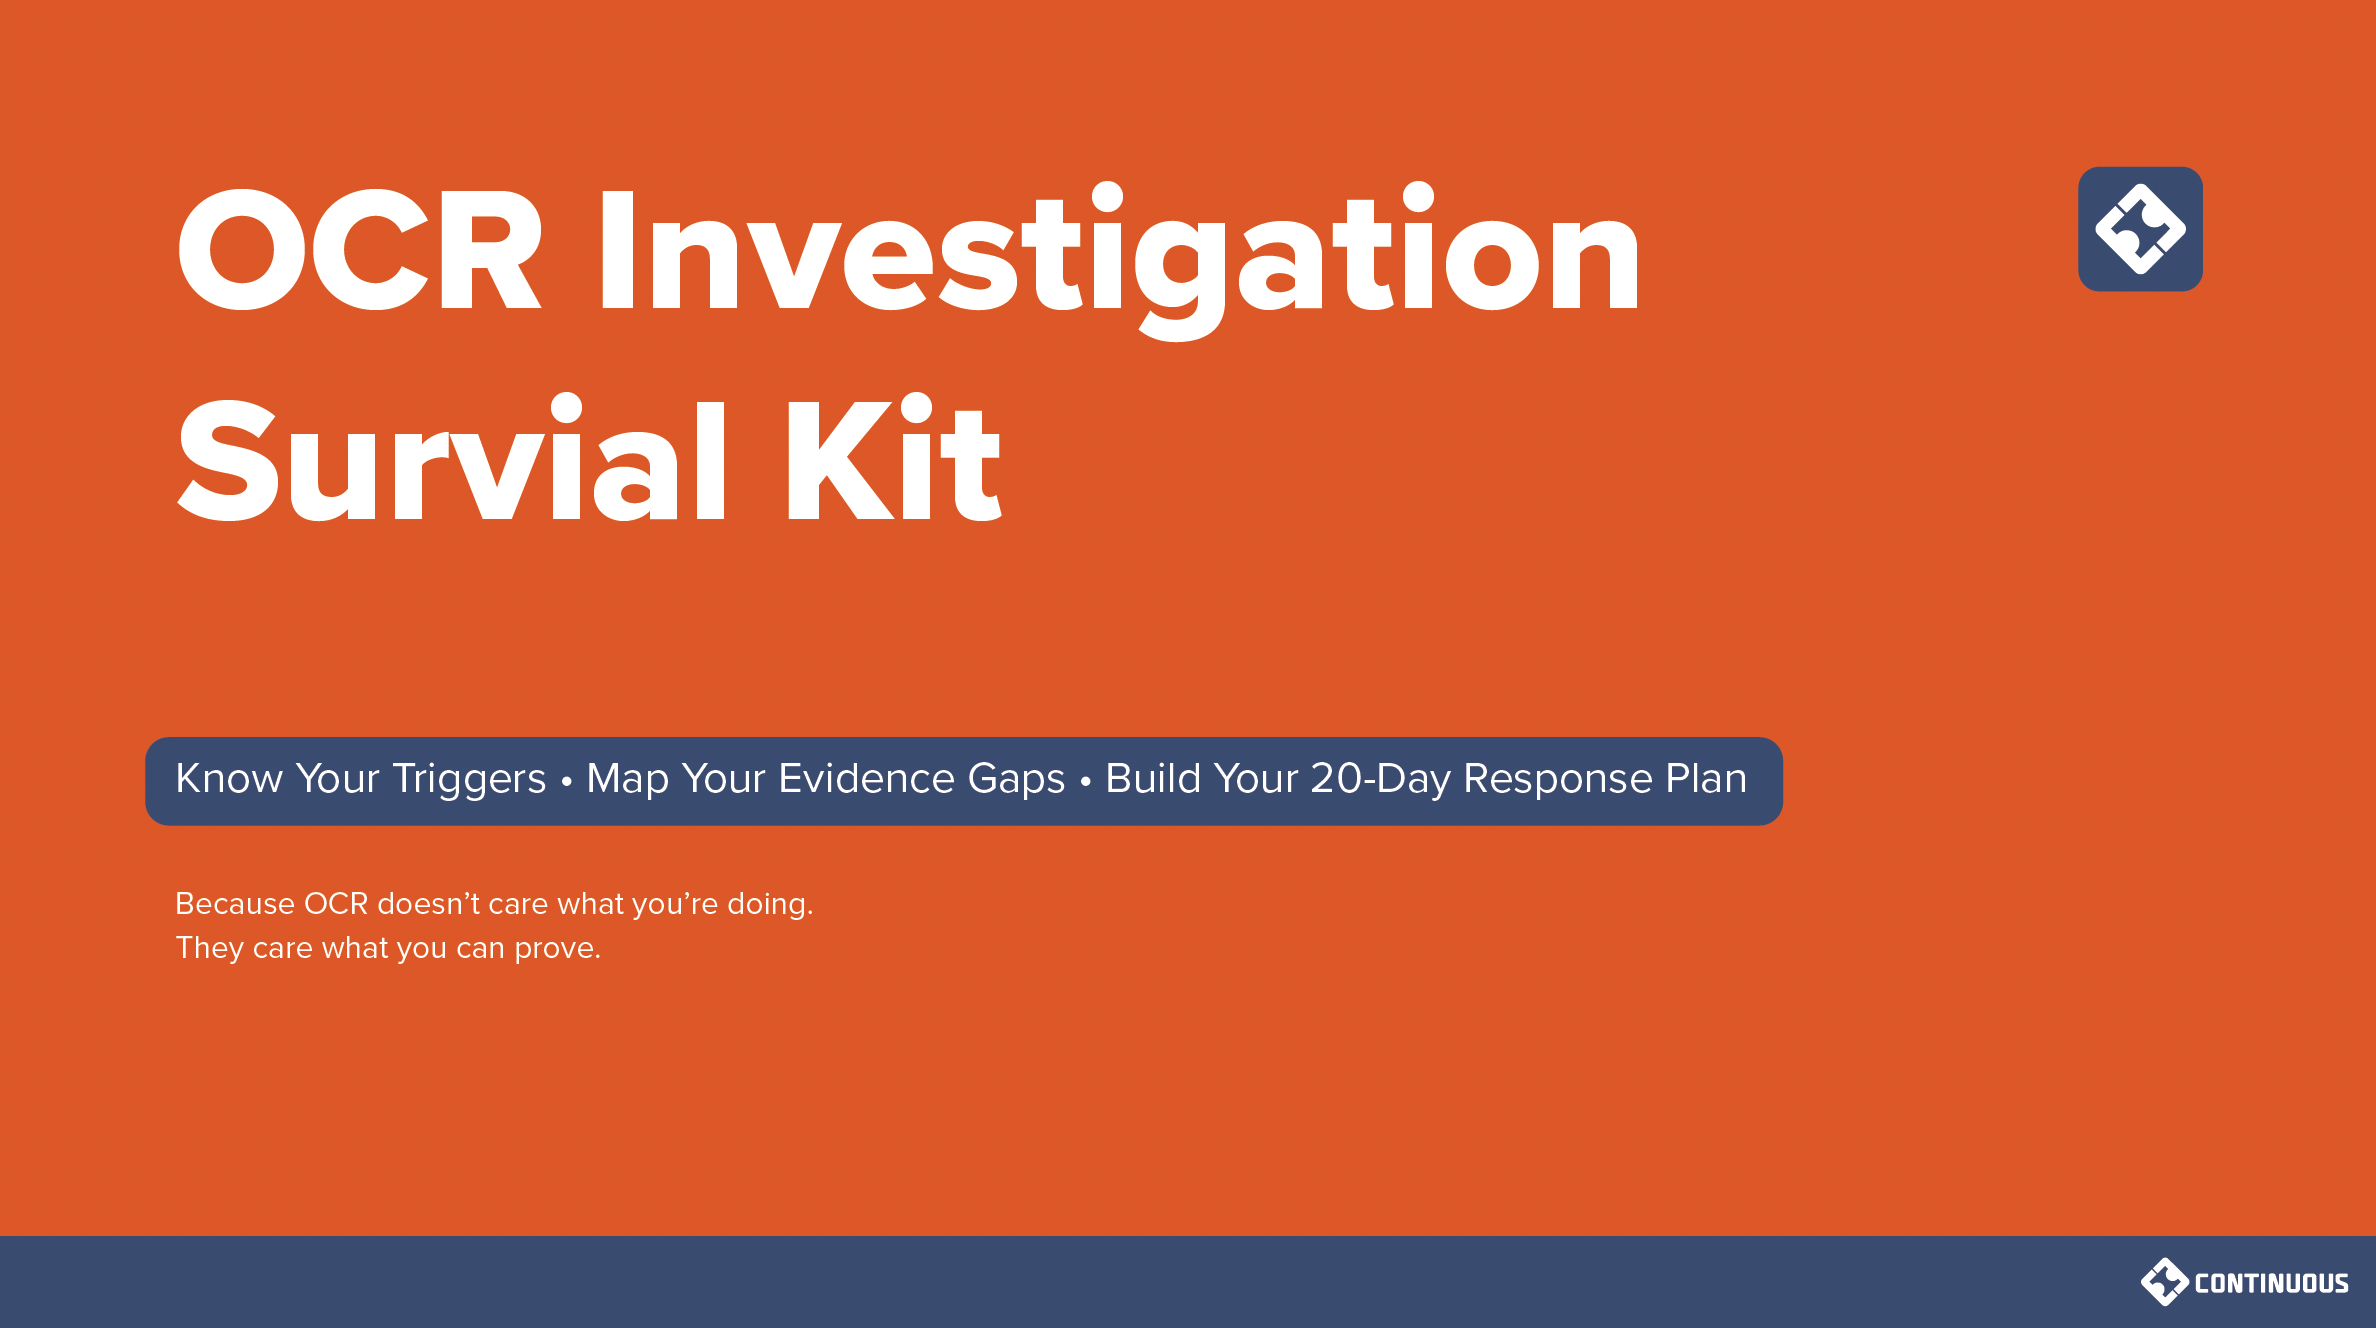 OCR Investigation
Survial Kit
Know Your Triggers • Map Your Evidence Gaps • Build Your 20-Day Response Plan
Because OCR doesn’t care what you’re doing.
They care what you can prove.
CONTINUOUS